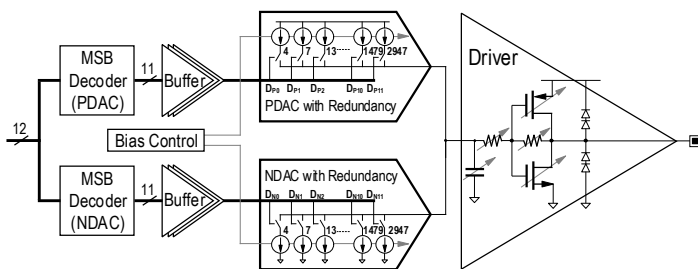 MSB
Decoder
(PDAC)
11
Buffer
4 7 13 1479 2947
DP0 DP1 DP2 DP10 DP11
PDAC with Redundancy
12
Bias Control
MSB
Decoder
(NDAC)
11
Buffer
NDAC with Redundancy
DN0 DN1 DN2 DN10 DN11
4 7 13 1479 2947
Driver